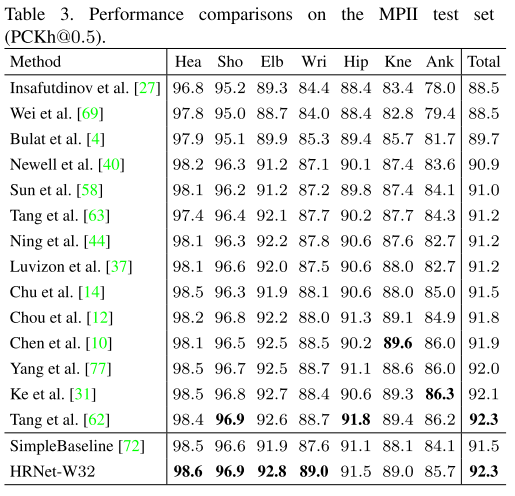 Table 3. Performance comparisons on the MPII test set
(PCKh@0.5).
Method Hea Sho Elb Wri Hip Kne Ank Total
Insafutdinov et al. [27] 96.8 95.2 89.3 84.4 88.4 83.4 78.0 88.5
Wei et al. [69] 97.8 95.0 88.7 84.0 88.4 82.8 79.4 88.5
Bulat et al. [4] 97.9 95.1 89.9 85.3 89.4 85.7 81.7 89.7
Newell et al. [40] 98.2 96.3 91.2 87.1 90.1 87.4 83.6 90.9
Sun et al. [58] 98.1 96.2 91.2 87.2 89.8 87.4 84.1 91.0
Tang et al. [63] 97.4 96.4 92.1 87.7 90.2 87.7 84.3 91.2
Ning et al. [44] 98.1 96.3 92.2 87.8 90.6 87.6 82.7 91.2
Luvizon et al. [37] 98.1 96.6 92.0 87.5 90.6 88.0 82.7 91.2
Chu et al. [14] 98.5 96.3 91.9 88.1 90.6 88.0 85.0 91.5
Chou et al. [12] 98.2 96.8 92.2 88.0 91.3 89.1 84.9 91.8
Chen et al. [10] 98.1 96.5 92.5 88.5 90.2 89.6 86.0 91.9
Yang et al. [77] 98.5 96.7 92.5 88.7 91.1 88.6 86.0 92.0
Ke et al. [31] 98.5 96.8 92.7 88.4 90.6 89.3 86.3 92.1
Tang et al. [62] 98.4 96.9 92.6 88.7 91.8 89.4 86.2 92.3
SimpleBaseline [72] 98.5 96.6 91.9 87.6 91.1 88.1 84.1 91.5
HRNet-W32 98.6 96.9 92.8 89.0 91.5 89.0 85.7 92.3